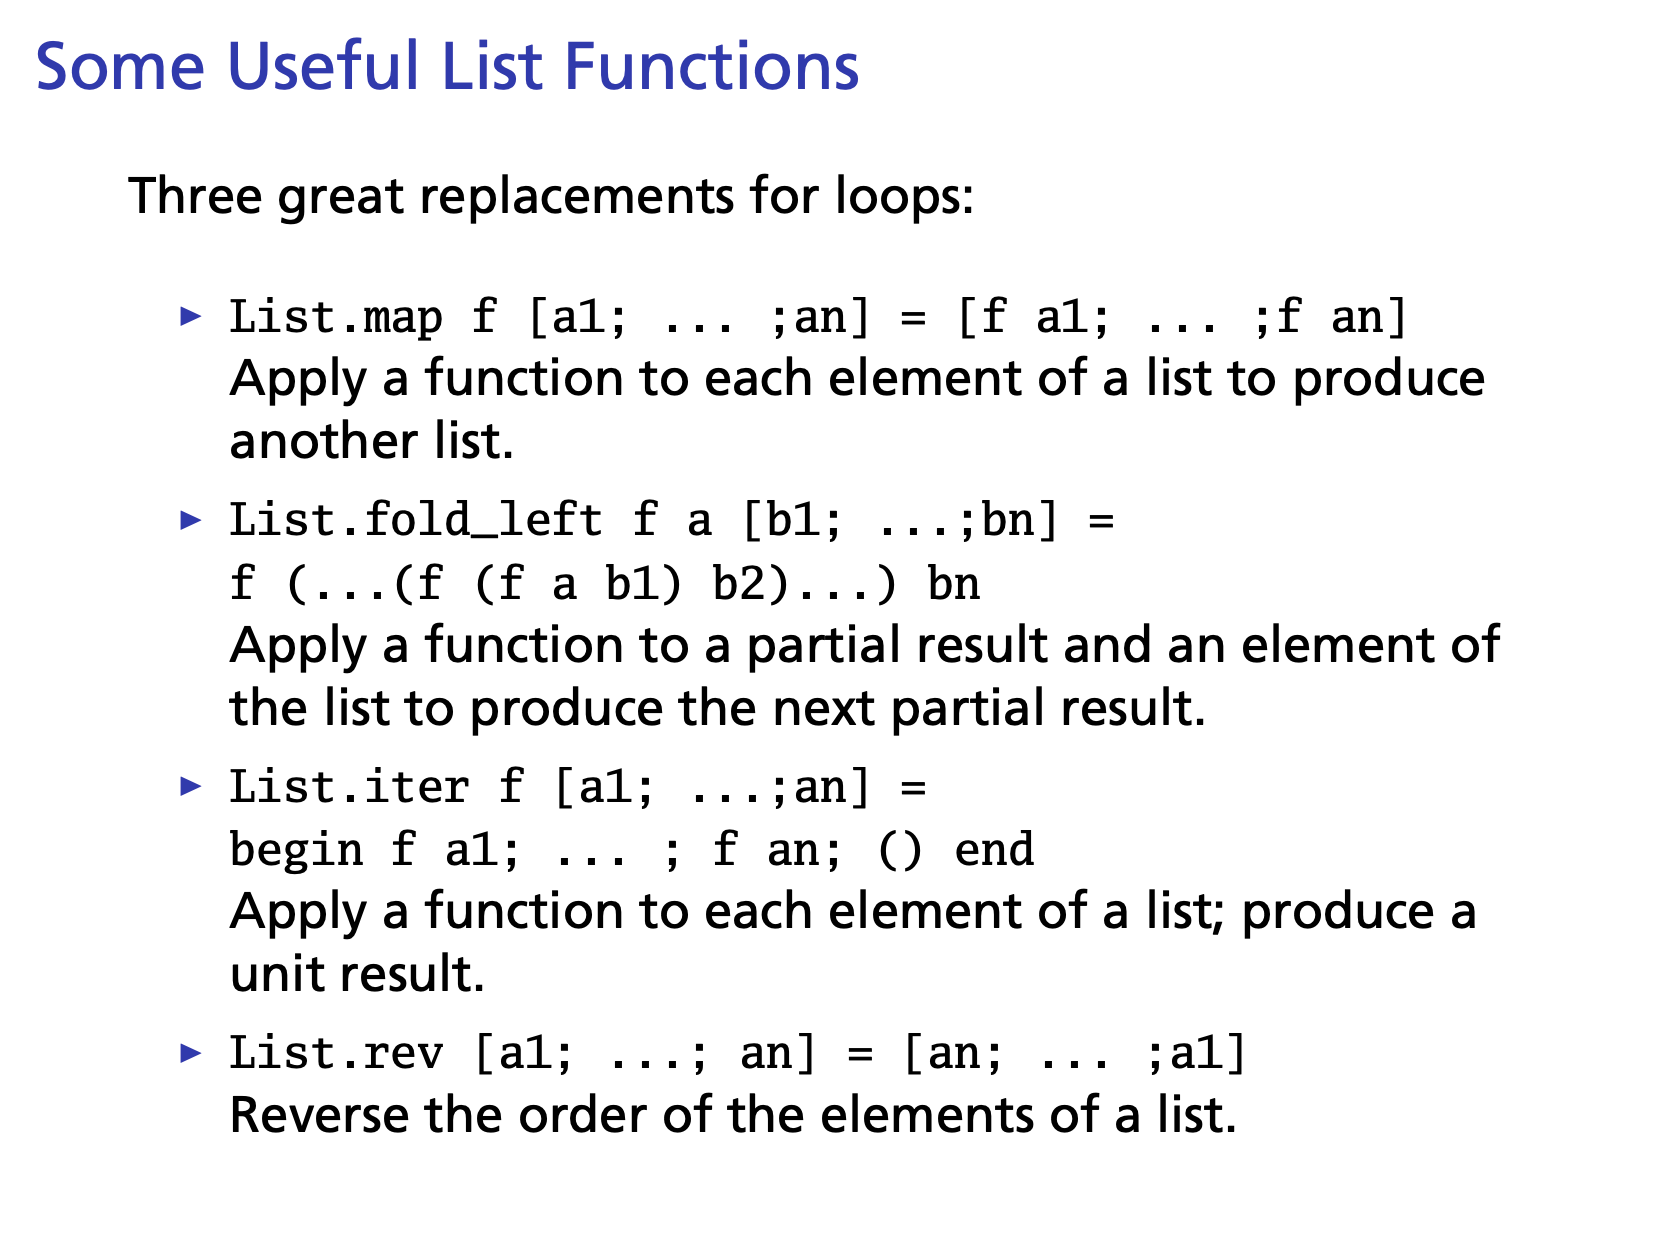 Some Useful List Functions
Three great replacements for loops:
▶ List.map f [a1; ... ;an] = [f a1; ... ;f an]
Apply a function to each element of a list to produce
another list.
▶ List.fold_left f a [b1; ...;bn] =
f (...(f (f a b1) b2)...) bn
Apply a function to a partial result and an element of
the list to produce the next partial result.
▶ List.iter f [a1; ...;an] =
begin f a1; ... ; f an; () end
Apply a function to each element of a list; produce a
unit result.
▶ List.rev [a1; ...; an] = [an; ... ;a1]
Reverse the order of the elements of a list.